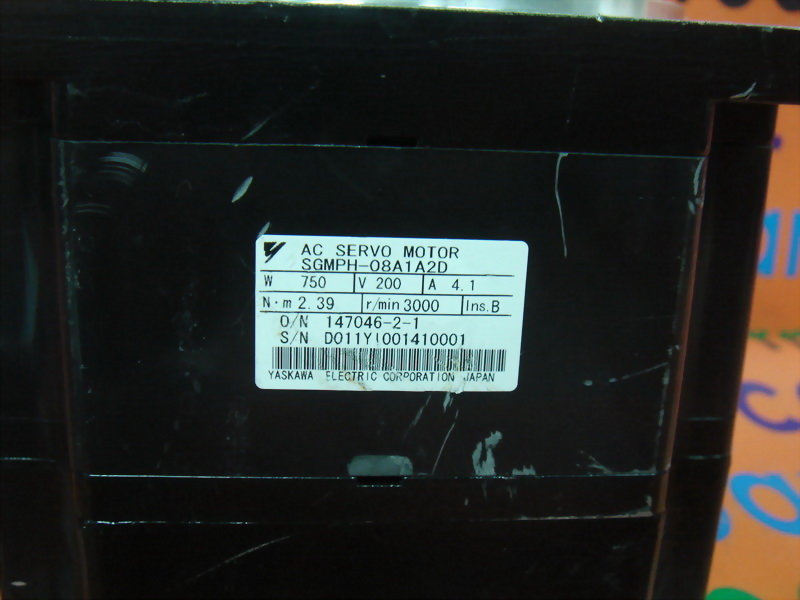 AC SERVO MOTOR
SGMPH-08A1A2D
W 750 V 200 A 4.1
N·m 2.39 r/min 3000 Ins. B
O/N 147046-2-1
S/N
YASKAWA ELECTRIC CORPORATION JAPAN